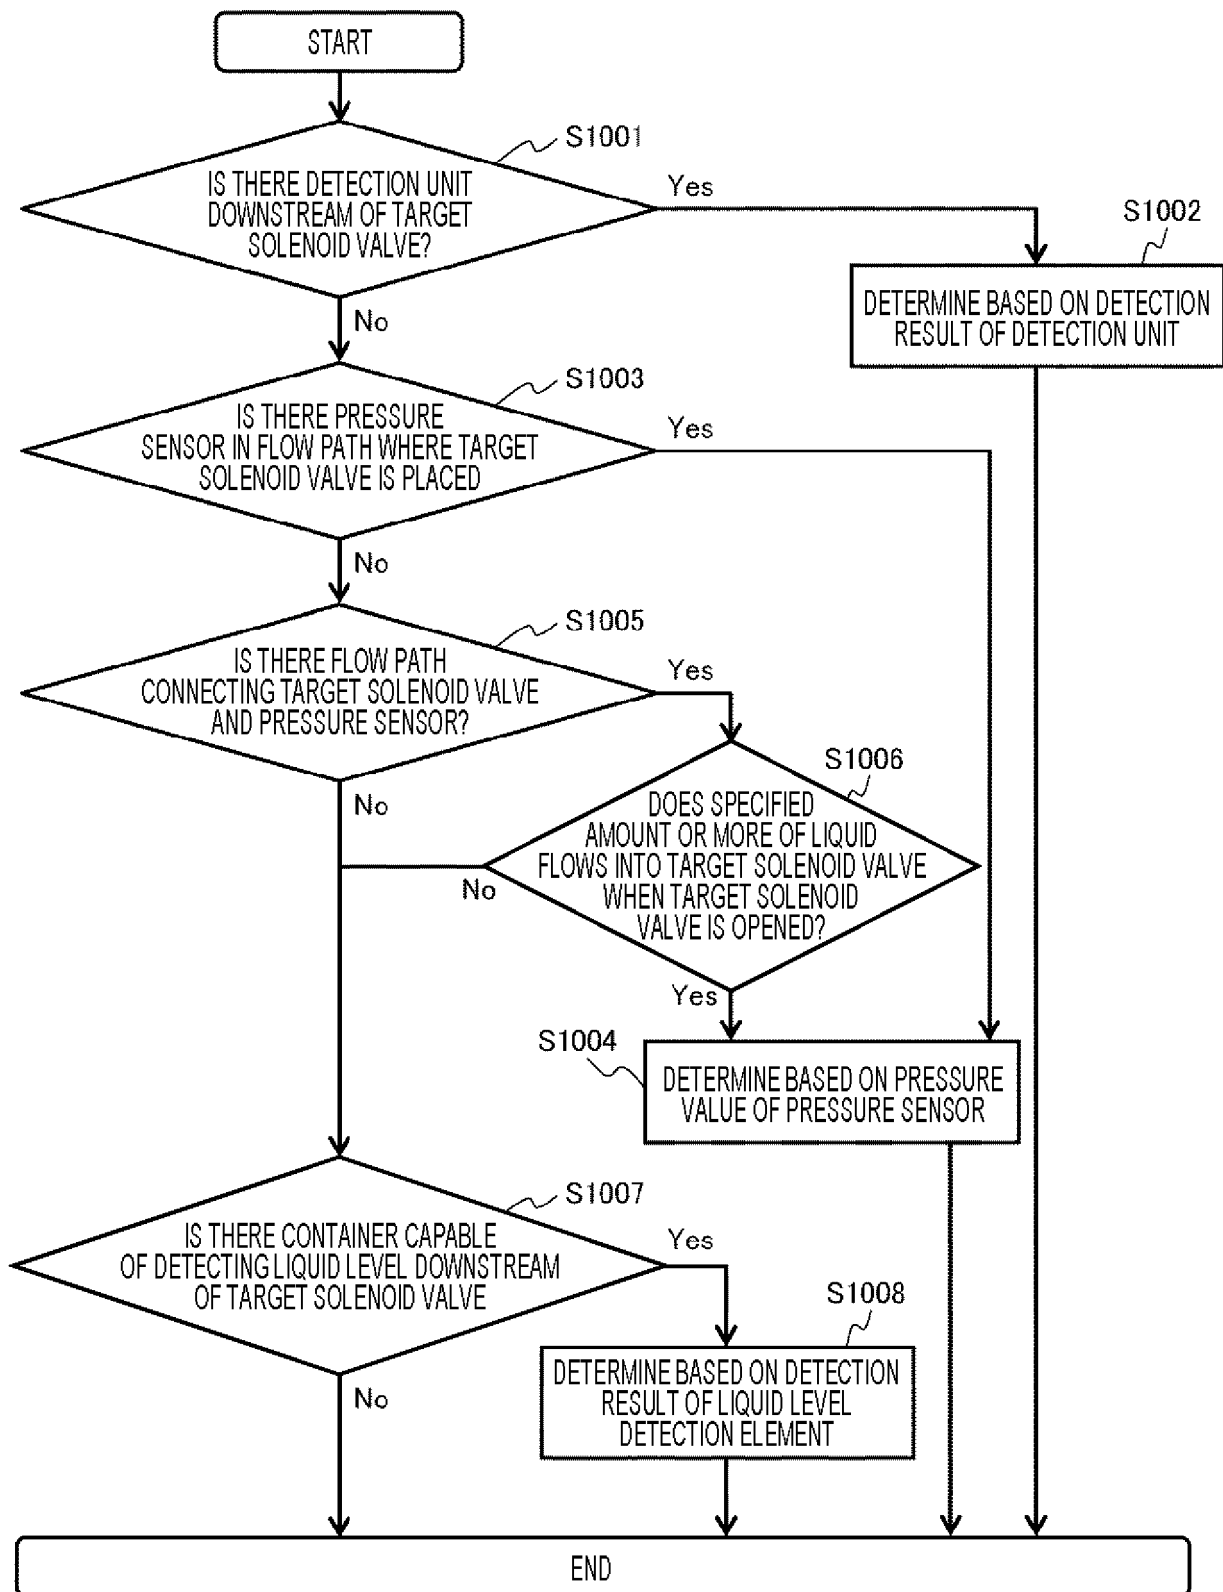 START
S1001
IS THERE DETECTION UNIT
DOWNSTREAM OF TARGET
SOLENOID VALVE?
Yes
No
S1002
DETERMINE BASED ON DETECTION
RESULT OF DETECTION UNIT
S1003
IS THERE PRESSURE
SENSOR IN FLOW PATH WHERE TARGET
SOLENOID VALVE IS PLACED
Yes
No
S1005
IS THERE FLOW PATH
CONNECTING TARGET SOLENOID VALVE
AND PRESSURE SENSOR?
Yes
No
S1006
DOES SPECIFIED
AMOUNT OR MORE OF LIQUID
FLOWS INTO TARGET SOLENOID VALVE
WHEN TARGET SOLENOID
VALVE IS OPENED?
No
Yes
S1004
DETERMINE BASED ON PRESSURE
VALUE OF PRESSURE SENSOR
S1007
IS THERE CONTAINER CAPABLE
OF DETECTING LIQUID LEVEL DOWNSTREAM
OF TARGET SOLENOID VALVE
Yes
No
S1008
DETERMINE BASED ON DETECTION
RESULT OF LIQUID LEVEL
DETECTION ELEMENT
END